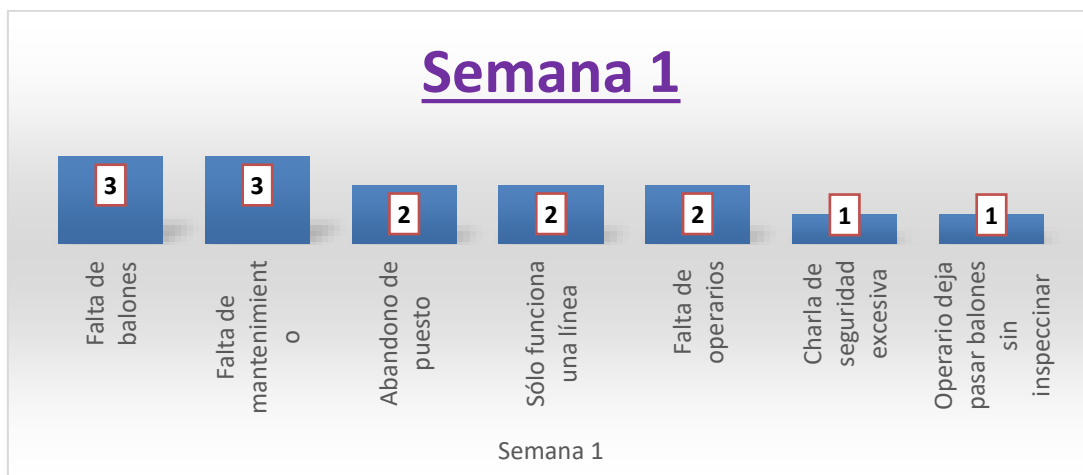 Semana 1
3
3
2
2
2
1
1
Falta de
balones
Falta de
mantenimient
o
Abandono de
puesto
Sólo funciona
una línea
Falta de
operarios
Charla de
seguridad
excesiva
Operario deja
pasar balones
sin
inspeccinar
Semana 1